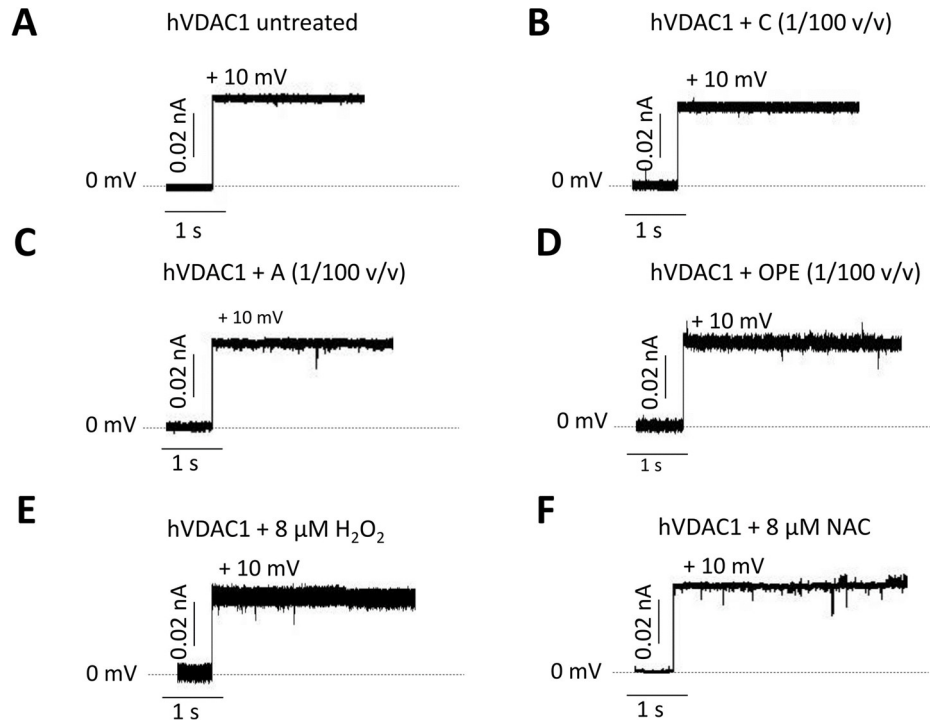 A
hVDAC1 untreated
+ 10 mV
0.02 nA
0 mV
1 s
B
hVDAC1 + C (1/100 v/v)
+ 10 mV
0.02 nA
0 mV
1 s
C
hVDAC1 + A (1/100 v/v)
+ 10 mV
0.02 nA
0 mV
1 s
D
hVDAC1 + OPE (1/100 v/v)
+ 10 mV
0.02 nA
0 mV
1 s
E
hVDAC1 + 8 μM H₂O₂
+ 10 mV
0.02 nA
0 mV
1 s
F
hVDAC1 + 8 μM NAC
+ 10 mV
0.02 nA
0 mV
1 s